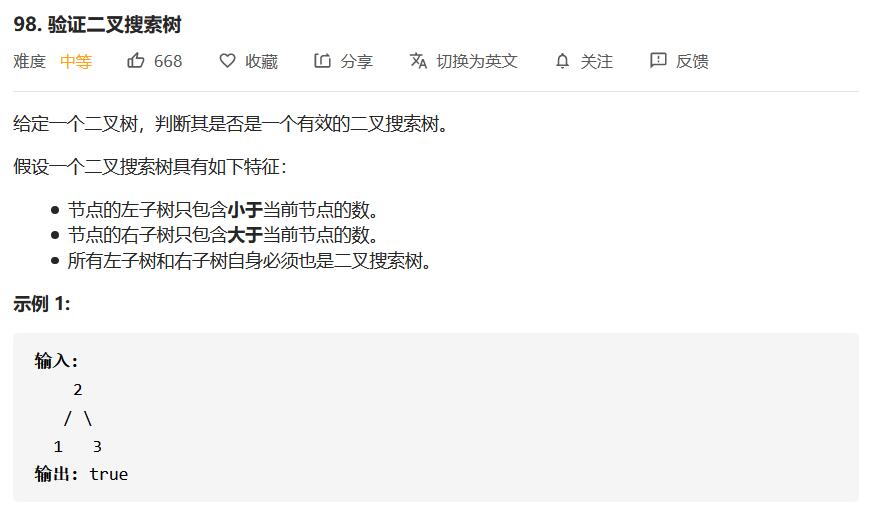 98. 验证二叉搜索树
难度 中等 668 收藏 分享 切换为英文 关注 反馈
给定一个二叉树，判断其是否是一个有效的二叉搜索树。
假设一个二叉搜索树具有如下特征：
节点的左子树只包含小于当前节点的数。
节点的右子树只包含大于当前节点的数。
所有左子树和右子树自身必须也是二叉搜索树。
示例 1:
输入:
2
/ \
1 3
输出: true